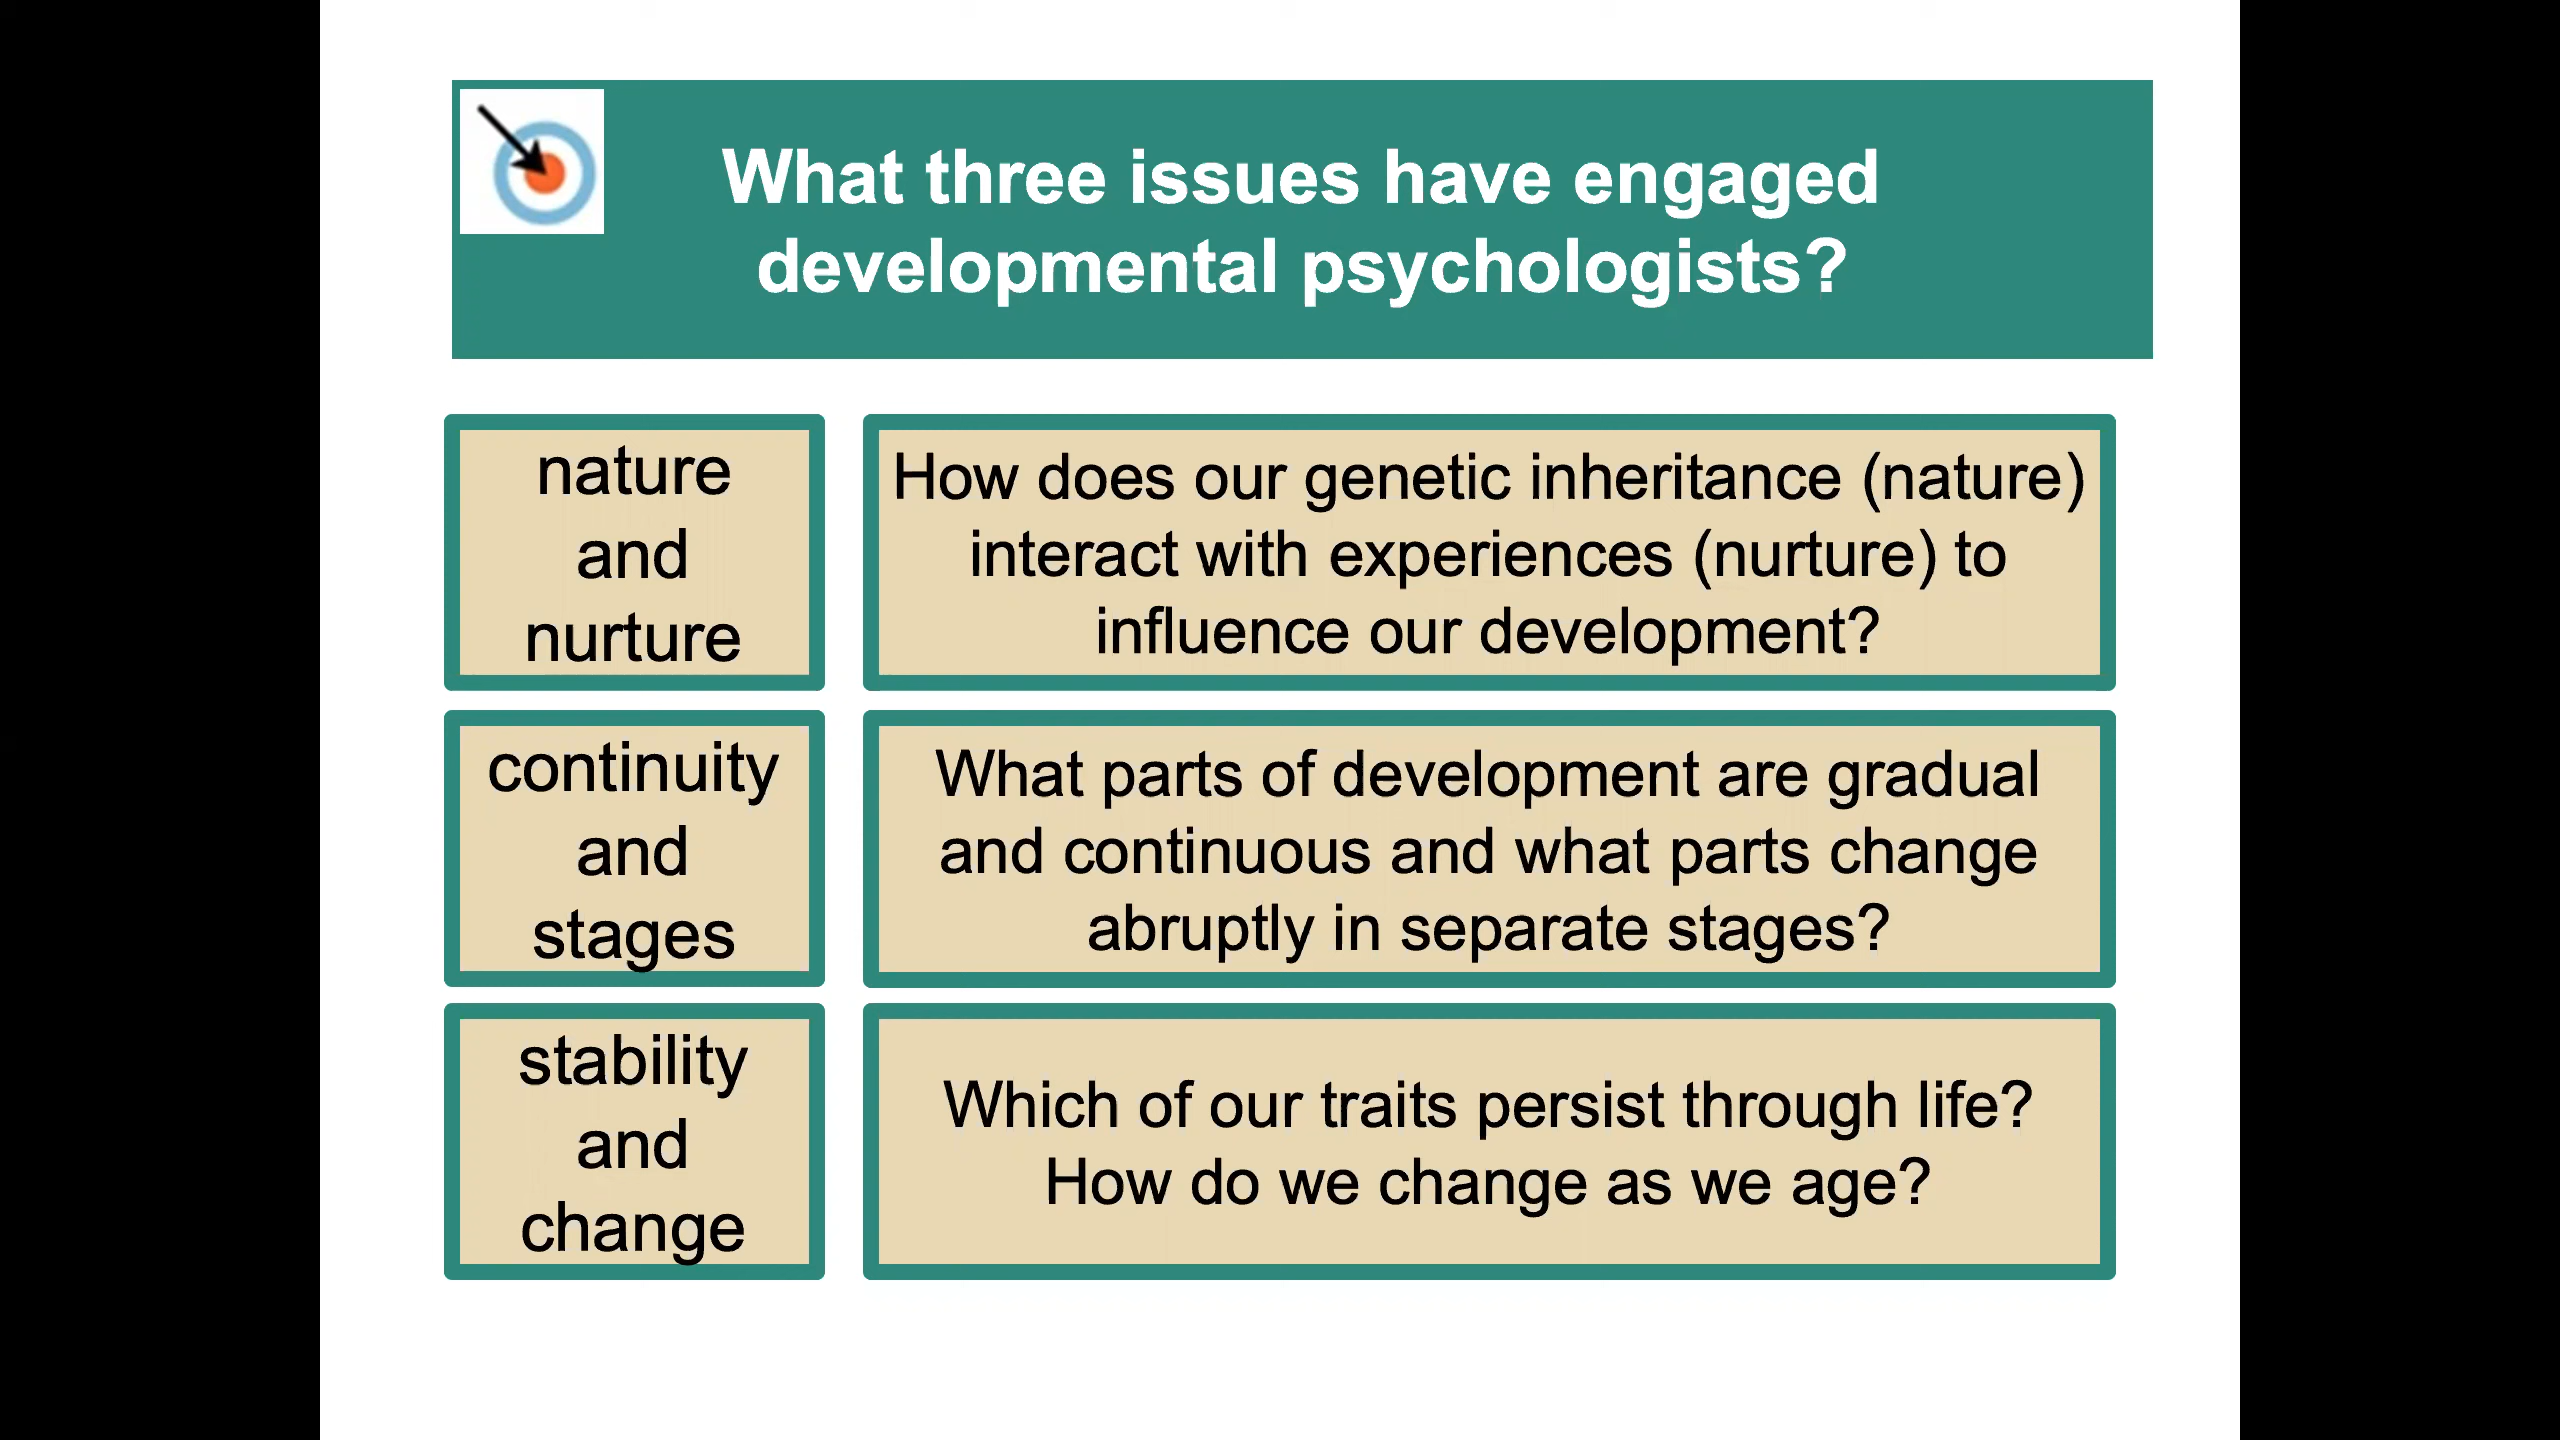 What three issues have engaged
developmental psychologists?
nature
and
nurture
How does our genetic inheritance (nature)
interact with experiences (nurture) to
influence our development?
continuity
and
stages
What parts of development are gradual
and continuous and what parts change
abruptly in separate stages?
stability
and
change
Which of our traits persist through life?
How do we change as we age?